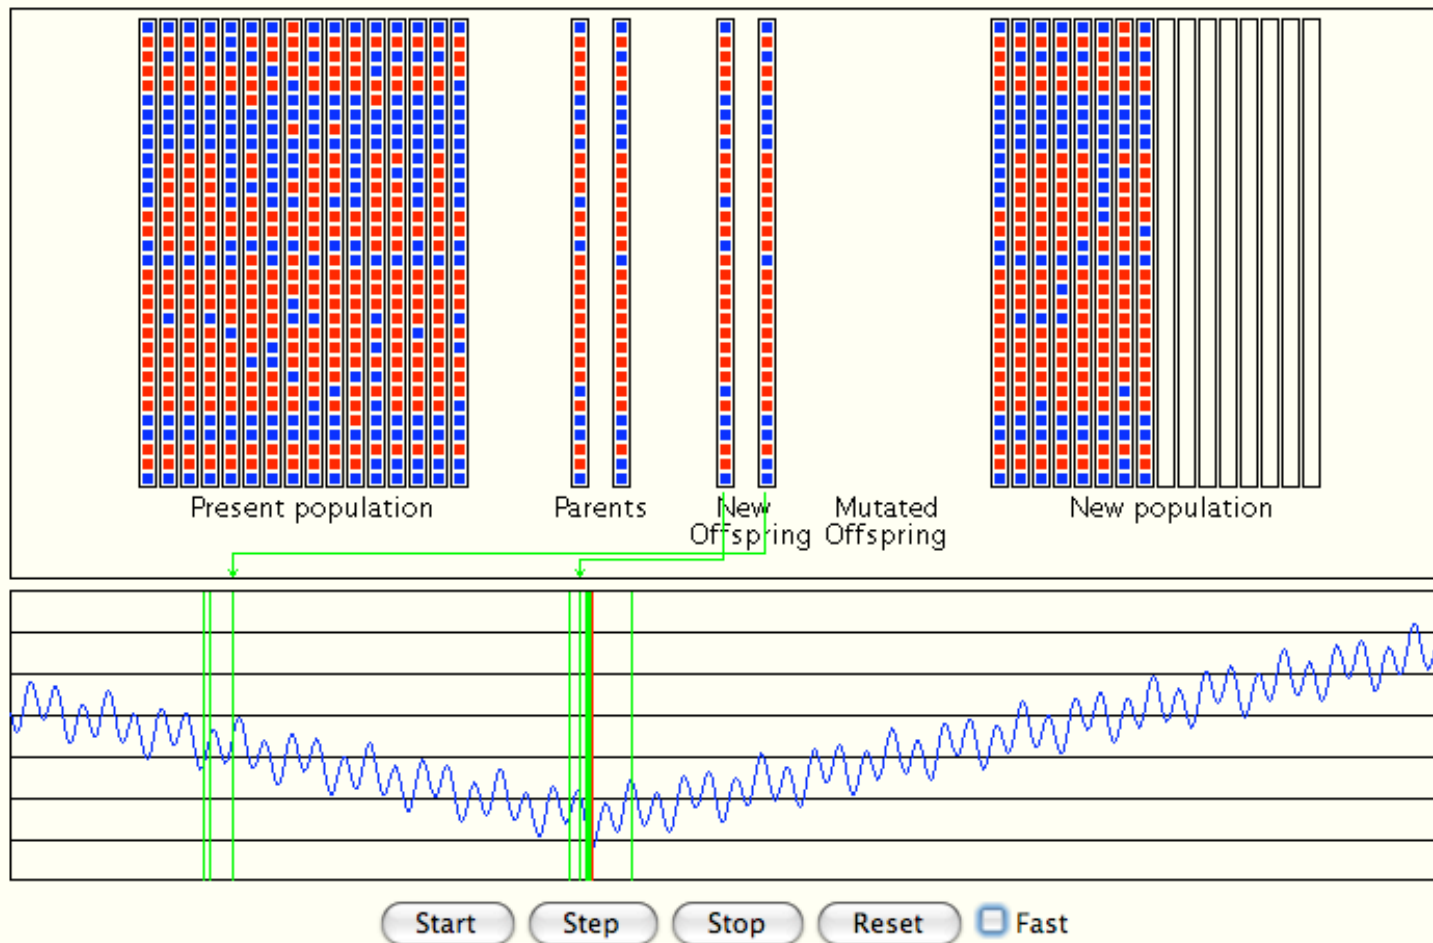 Present population
Parents
New
Offspring
Mutated
Offspring
New population
Start
Step
Stop
Reset
Fast